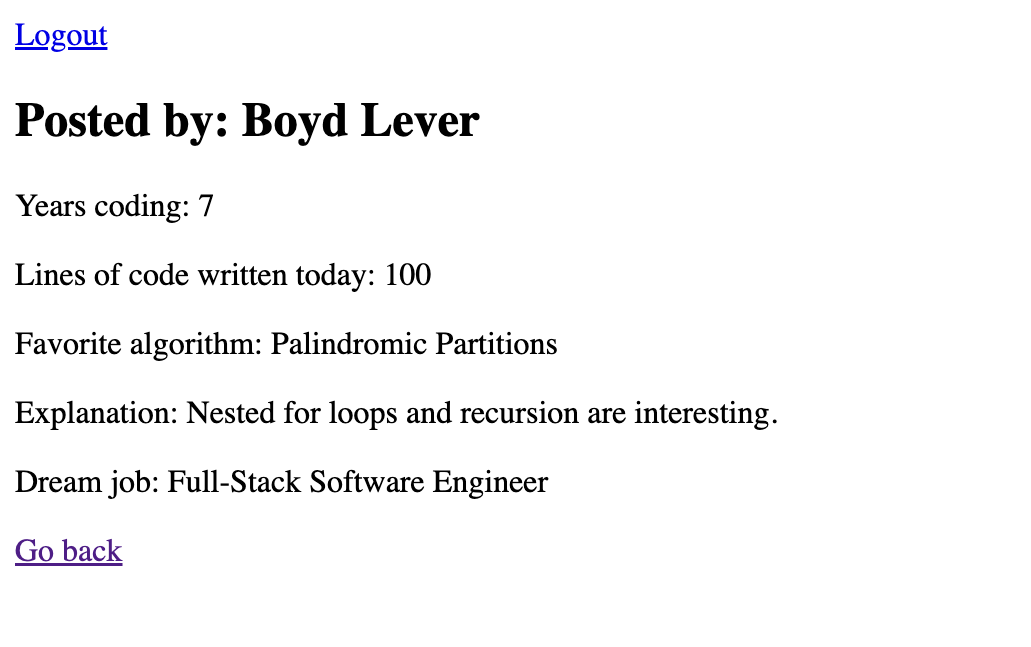 Logout
Posted by: Boyd Lever
Years coding: 7
Lines of code written today: 100
Favorite algorithm: Palindromic Partitions
Explanation: Nested for loops and recursion are interesting.
Dream job: Full-Stack Software Engineer
Go back